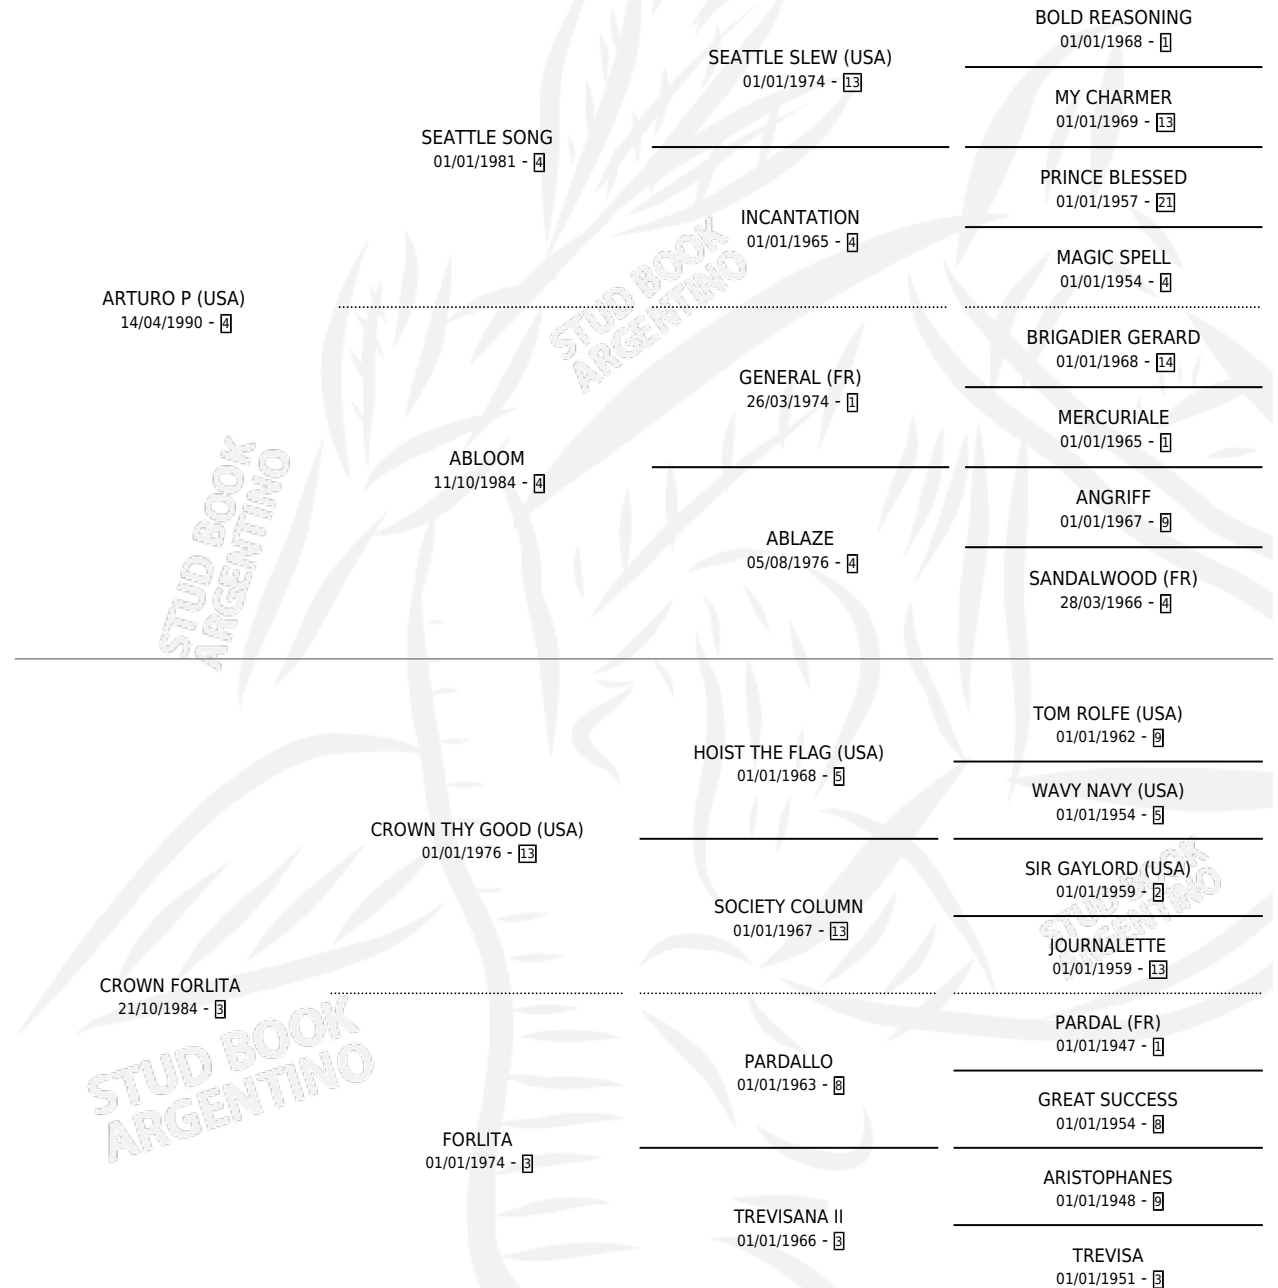 BOLD REASONING
01/01/1968 - 1
SEATTLE SLEW (USA)
01/01/1974 - 13
MY CHARMER
01/01/1969 - 13
SEATTLE SONG
01/01/1981 - 4
PRINCE BLESSED
01/01/1957 - 21
INCANTATION
01/01/1965 - 4
MAGIC SPELL
01/01/1954 - 4
ARTURO P (USA)
14/04/1990 - 4
BRIGADIER GERARD
01/01/1968 - 14
GENERAL (FR)
26/03/1974 - 1
MERCURIALE
01/01/1965 - 1
ABLOOM
11/10/1984 - 4
ANGRIFF
01/01/1967 - 9
ABLAZE
05/08/1976 - 4
SANDALWOOD (FR)
28/03/1966 - 4
STUD BOOK
ARGENTINO
STUD BOOK
ARGENTINO
TOM ROLFE (USA)
01/01/1962 - 9
HOIST THE FLAG (USA)
01/01/1968 - 5
WAVY NAVY (USA)
01/01/1954 - 5
CROWN THY GOOD (USA)
01/01/1976 - 13
SIR GAYLORD (USA)
01/01/1959 - 2
SOCIETY COLUMN
01/01/1967 - 13
JOURNALETTE
01/01/1959 - 13
CROWN FORLITA
21/10/1984 - 3
PARDAL (FR)
01/01/1947 - 1
PARDALLO
01/01/1963 - 8
GREAT SUCCESS
01/01/1954 - 8
FORLITA
01/01/1974 - 3
ARISTOPHANES
01/01/1948 - 9
TREVISANA II
01/01/1966 - 3
TREVISA
01/01/1951 - 3
STUD BOOK
ARGENTINO
STUD BOOK
ARGENTINO